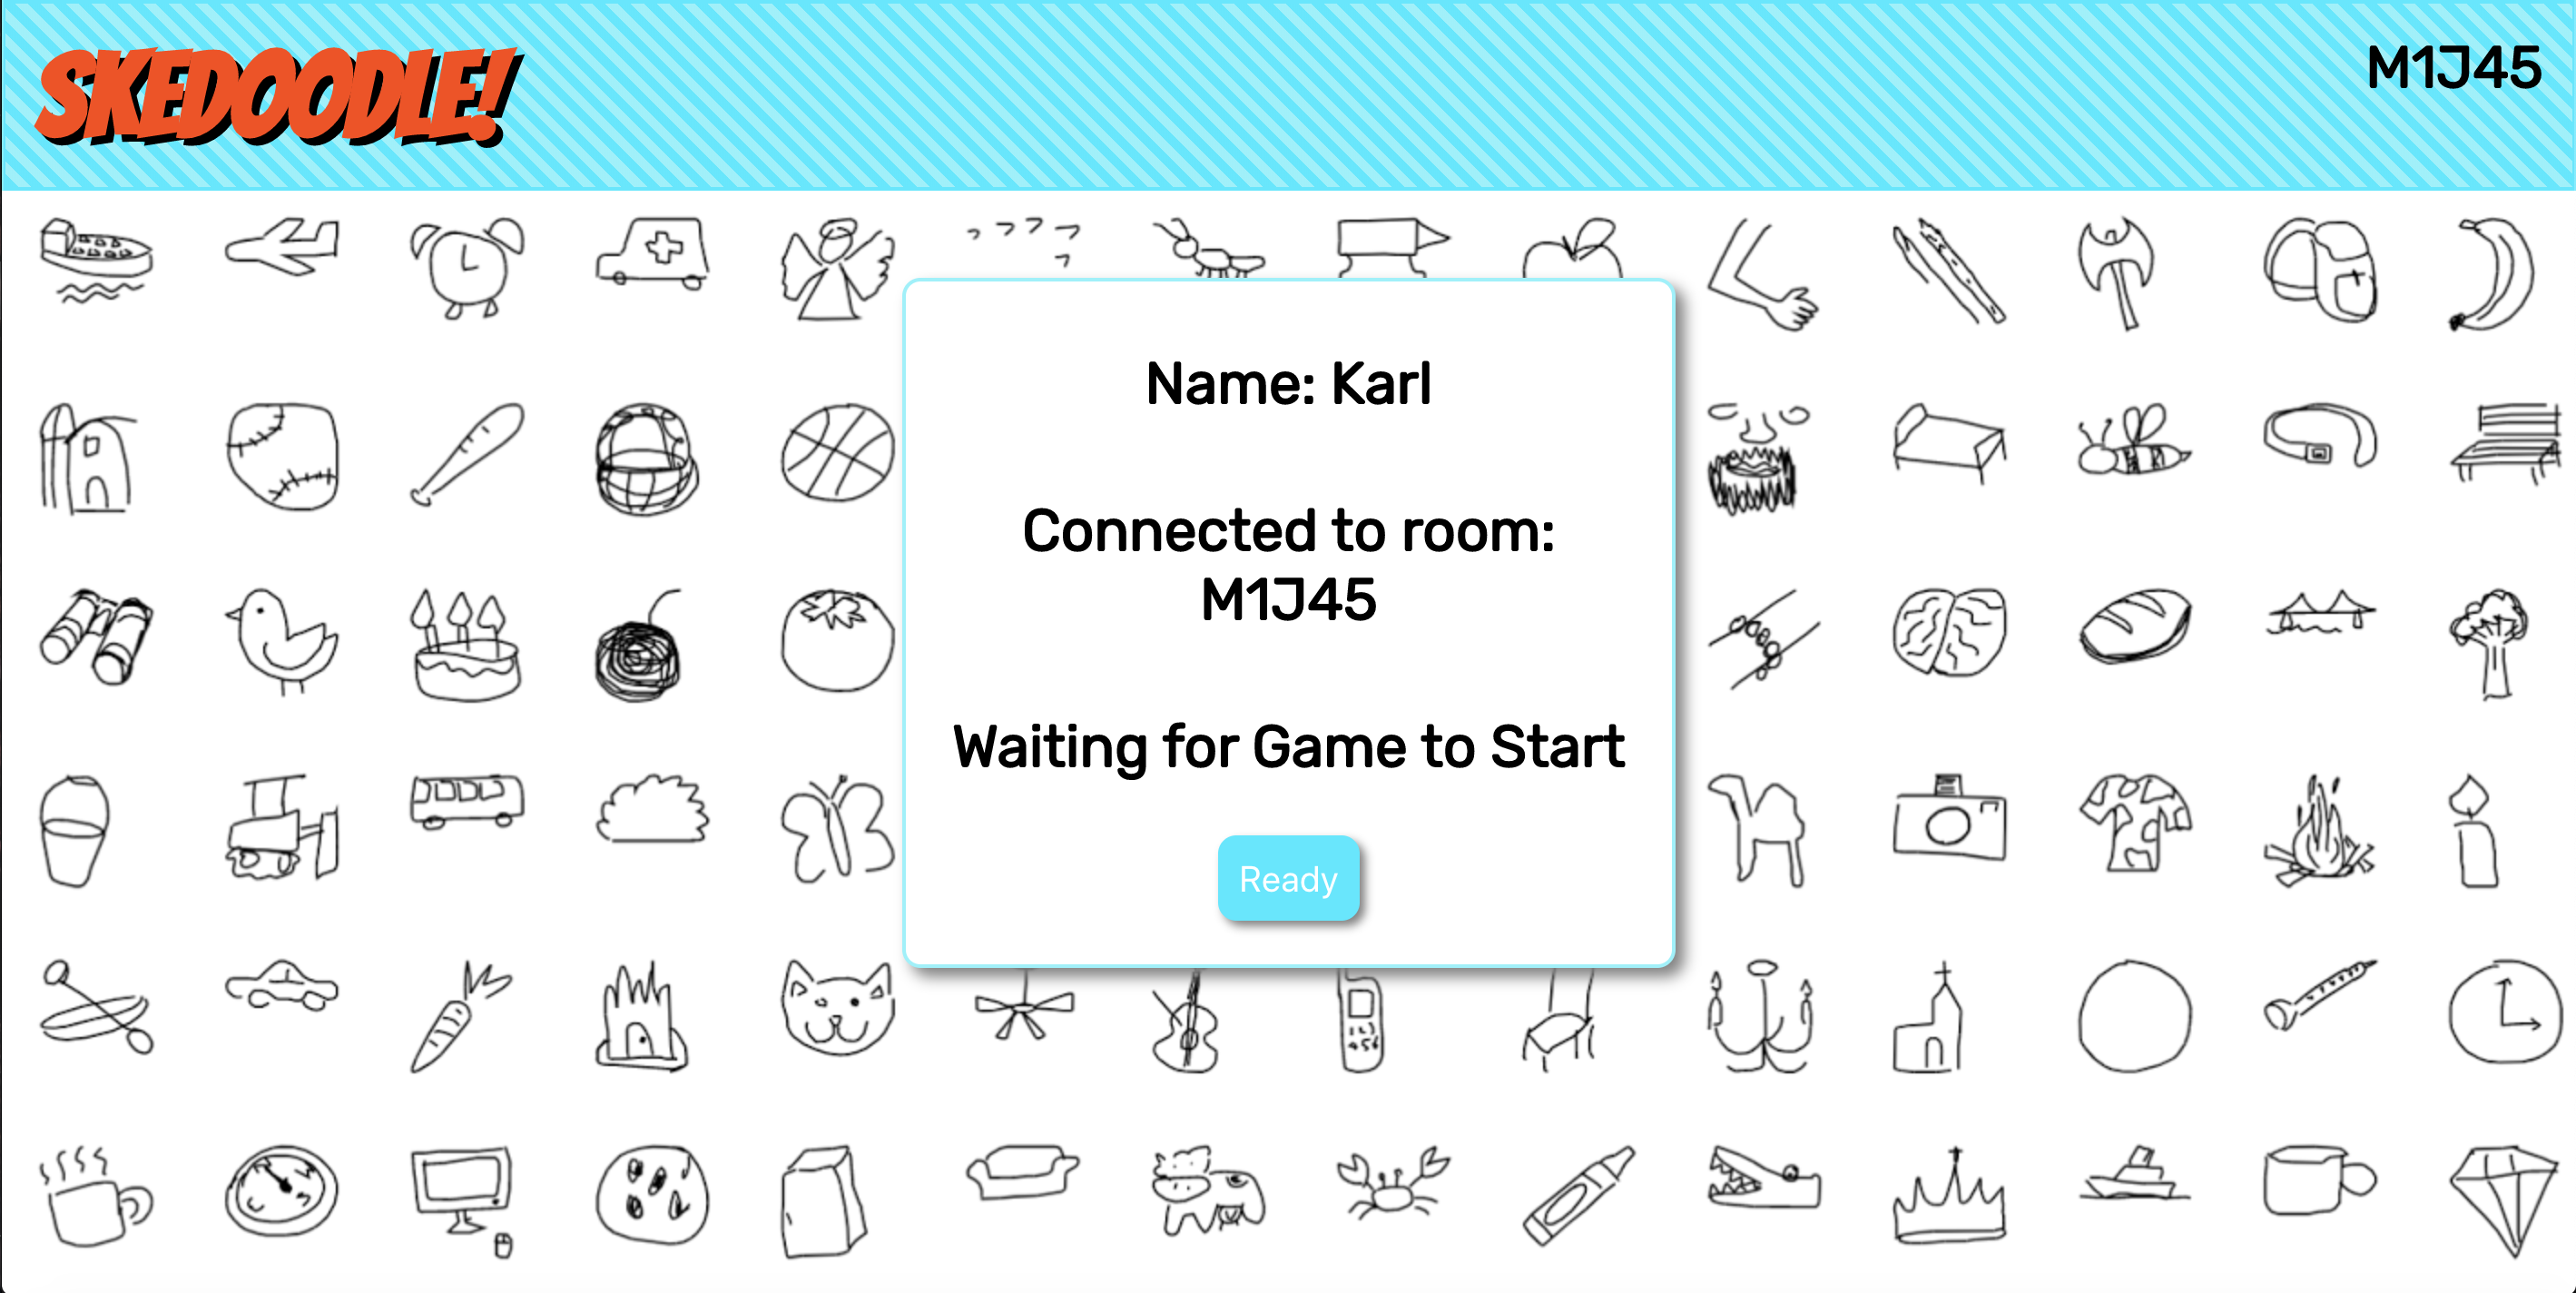 SKEDOODLE!
M1J45
Name: Karl
Connected to room:
M1J45
Waiting for Game to Start
Ready